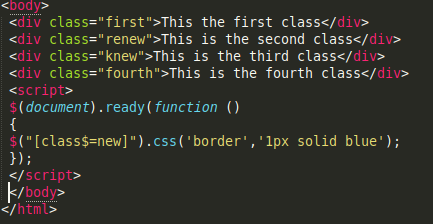 <body>
<div class="first">This the first class</div>
<div class="renew">This is the second class</div>
<div class="knew">This is the third class</div>
<div class="fourth">This is the fourth class</div>
<script>
$(document).ready(function ()
{
$("[class$=new]").css('border','1px solid blue');
});
</script>
</body>
</html>